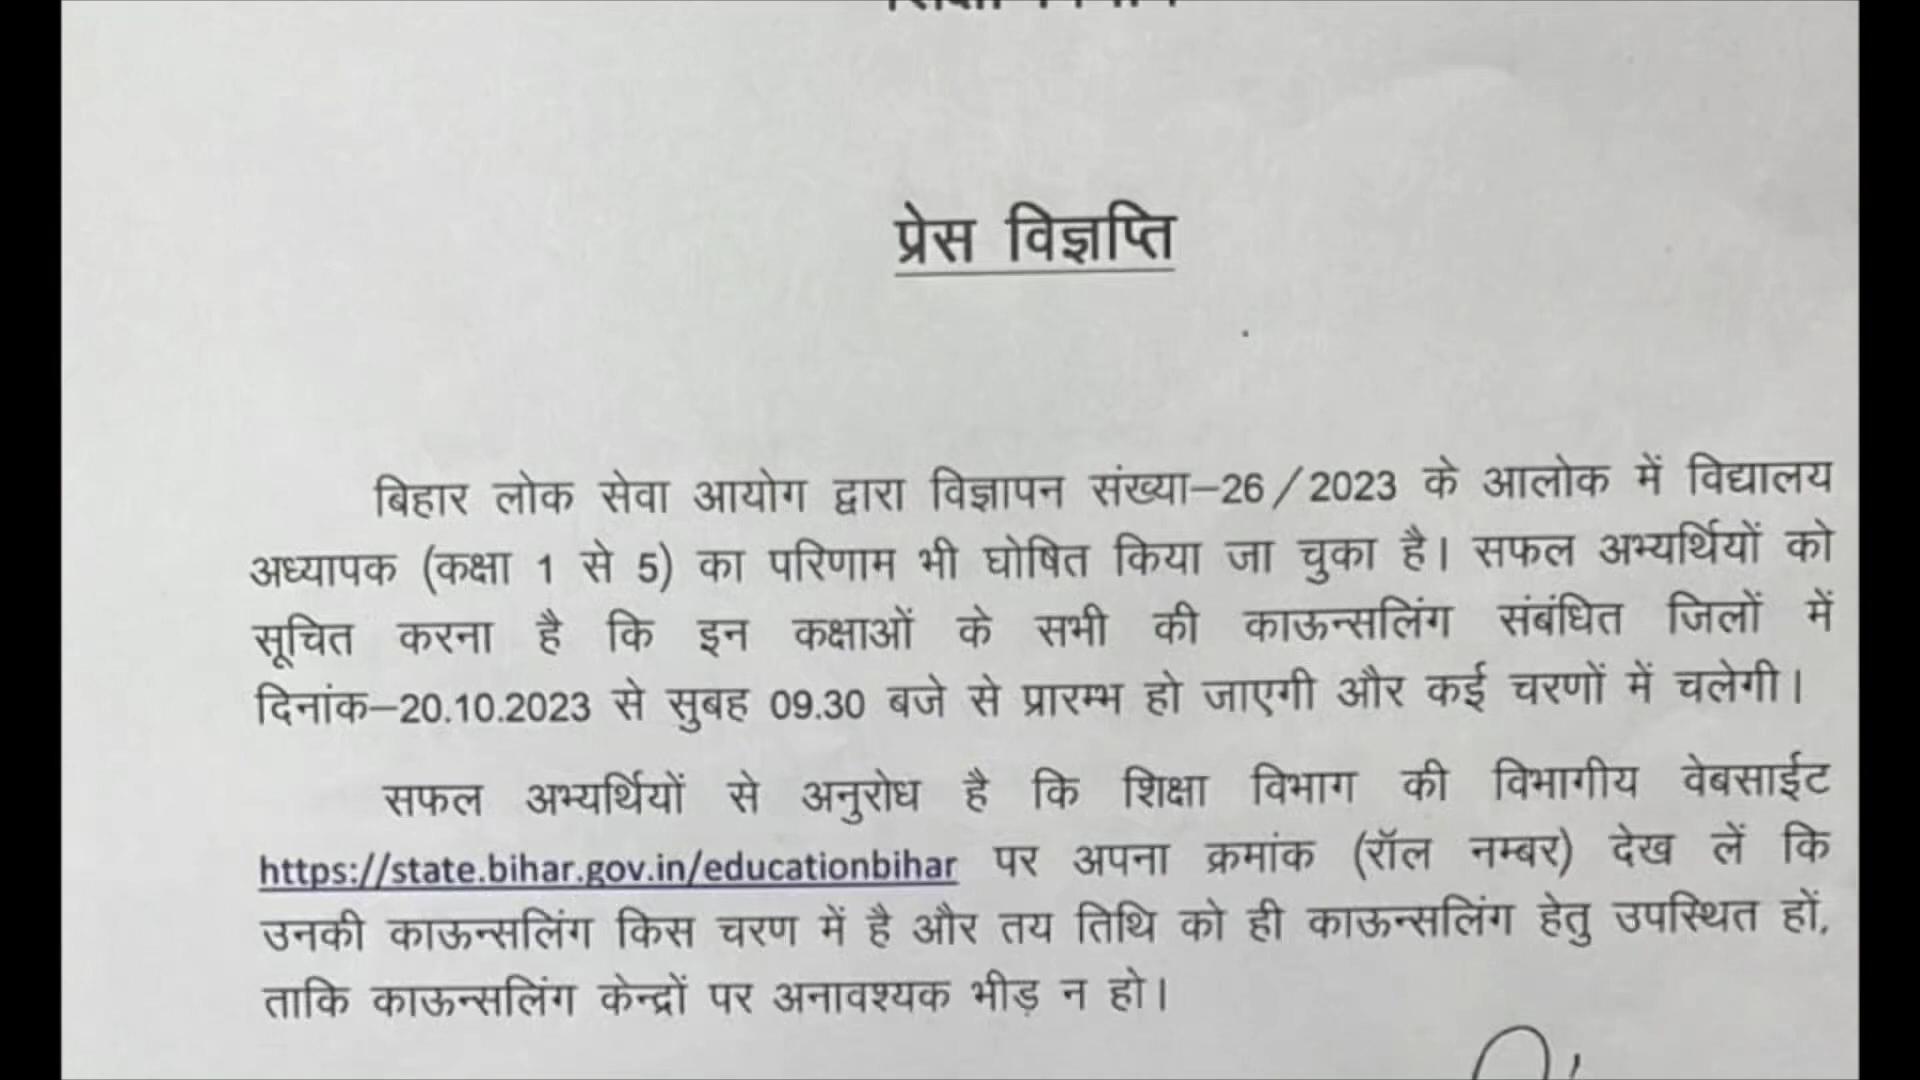 प्रेस विज्ञप्ति
बिहार लोक सेवा आयोग द्वारा विज्ञापन संख्या–26/2023 के आलोक में विद्यालय
अध्यापक (कक्षा 1 से 5) का परिणाम भी घोषित किया जा चुका है। सफल अभ्यर्थियों को
सूचित करना है कि इन कक्षाओं के सभी की काऊन्सलिंग संबंधित जिलों में
दिनांक–20.10.2023 से सुबह 09.30 बजे से प्रारम्भ हो जाएगी और कई चरणों में चलेगी।
सफल अभ्यर्थियों से अनुरोध है कि शिक्षा विभाग की विभागीय वेबसाईट
https://state.bihar.gov.in/educationbihar पर अपना क्रमांक (रॉल नम्बर) देख लें कि
उनकी काऊन्सलिंग किस चरण में है और तय तिथि को ही काऊन्सलिंग हेतु उपस्थित हों,
ताकि काऊन्सलिंग केन्द्रों पर अनावश्यक भीड़ न हो।